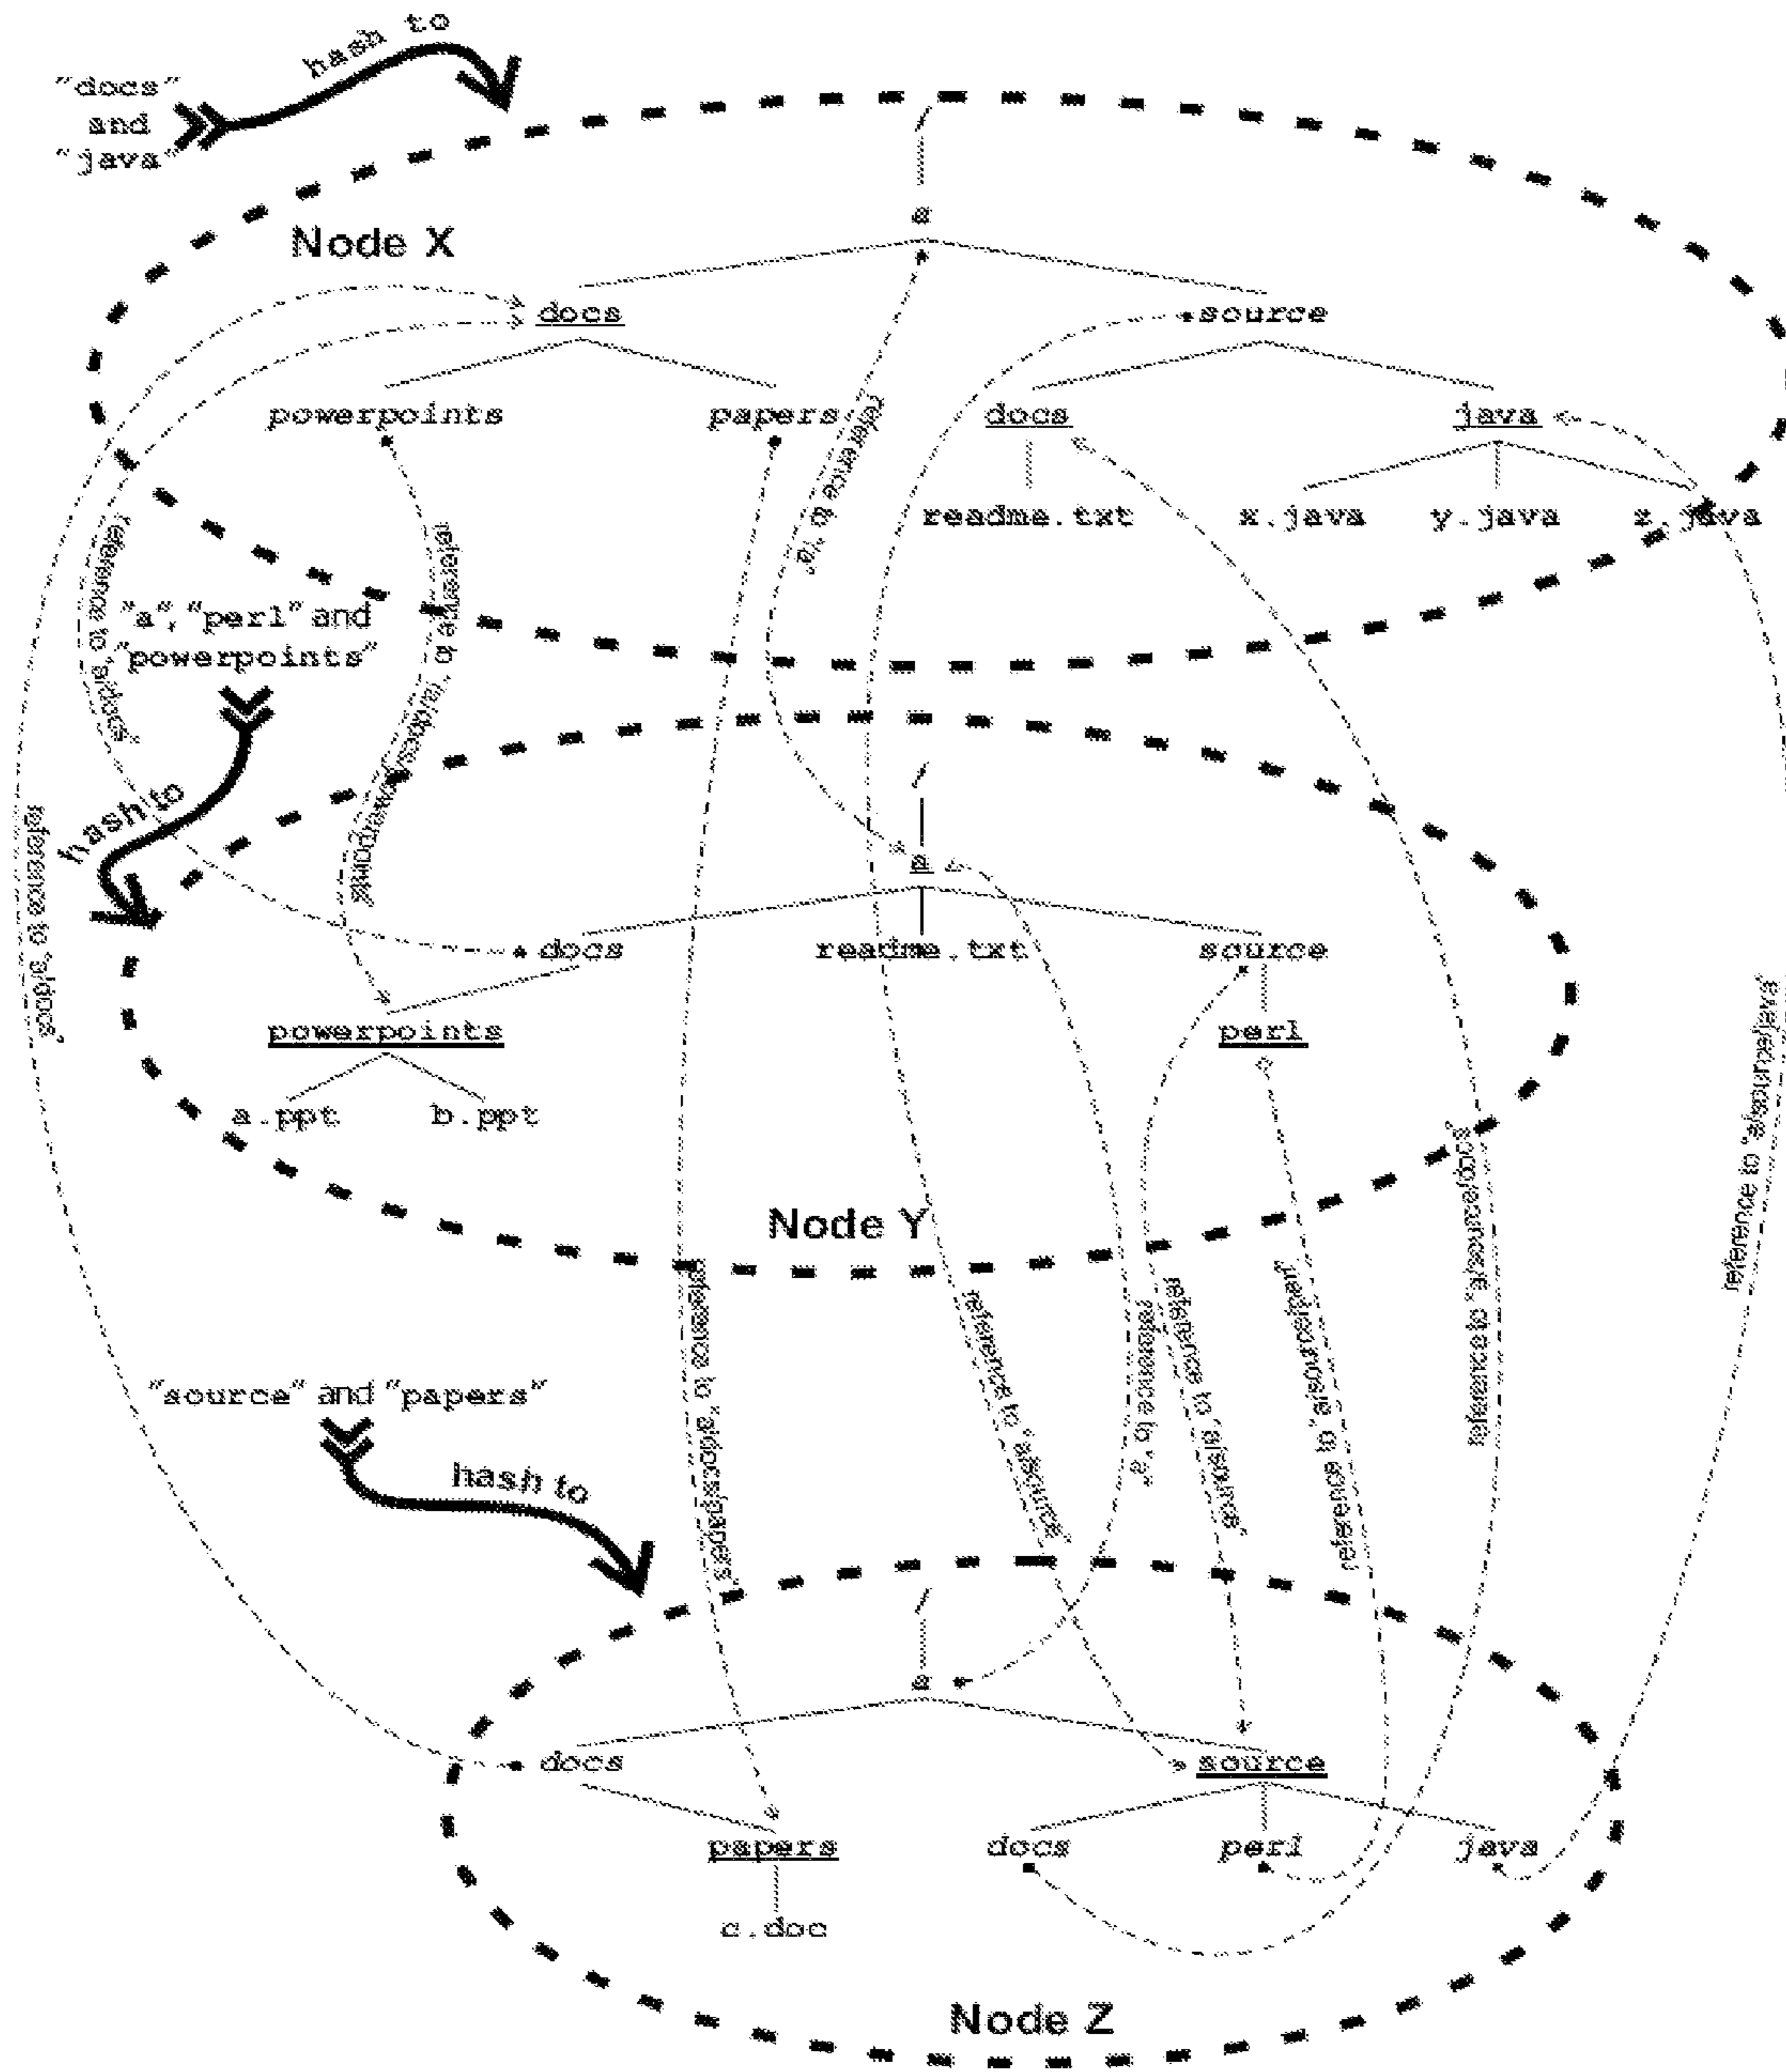 hash to
"docs"
and
"java"
/
a
Node X
docs
source
powerpoints
papers
docs
java
reference to "a"
readme.txt
x.java
y.java
z.java
reference to "a/docs"
reference to "/a/docs/powerpoints"
"a", "perl" and
"powerpoints"
hash to
/
a
docs
readme.txt
source
reference to "a/docs"
powerpoints
perl
a.ppt
b.ppt
Node Y
reference to "a/docs/papers"
reference to "a/source"
reference to "a"
reference to "a/source"
reference to "a/source/perl"
reference to "a/source/docs"
reference to "a/source/java"
"source" and "papers"
hash to
/
a
docs
source
papers
docs
perl
java
c.doc
Node Z